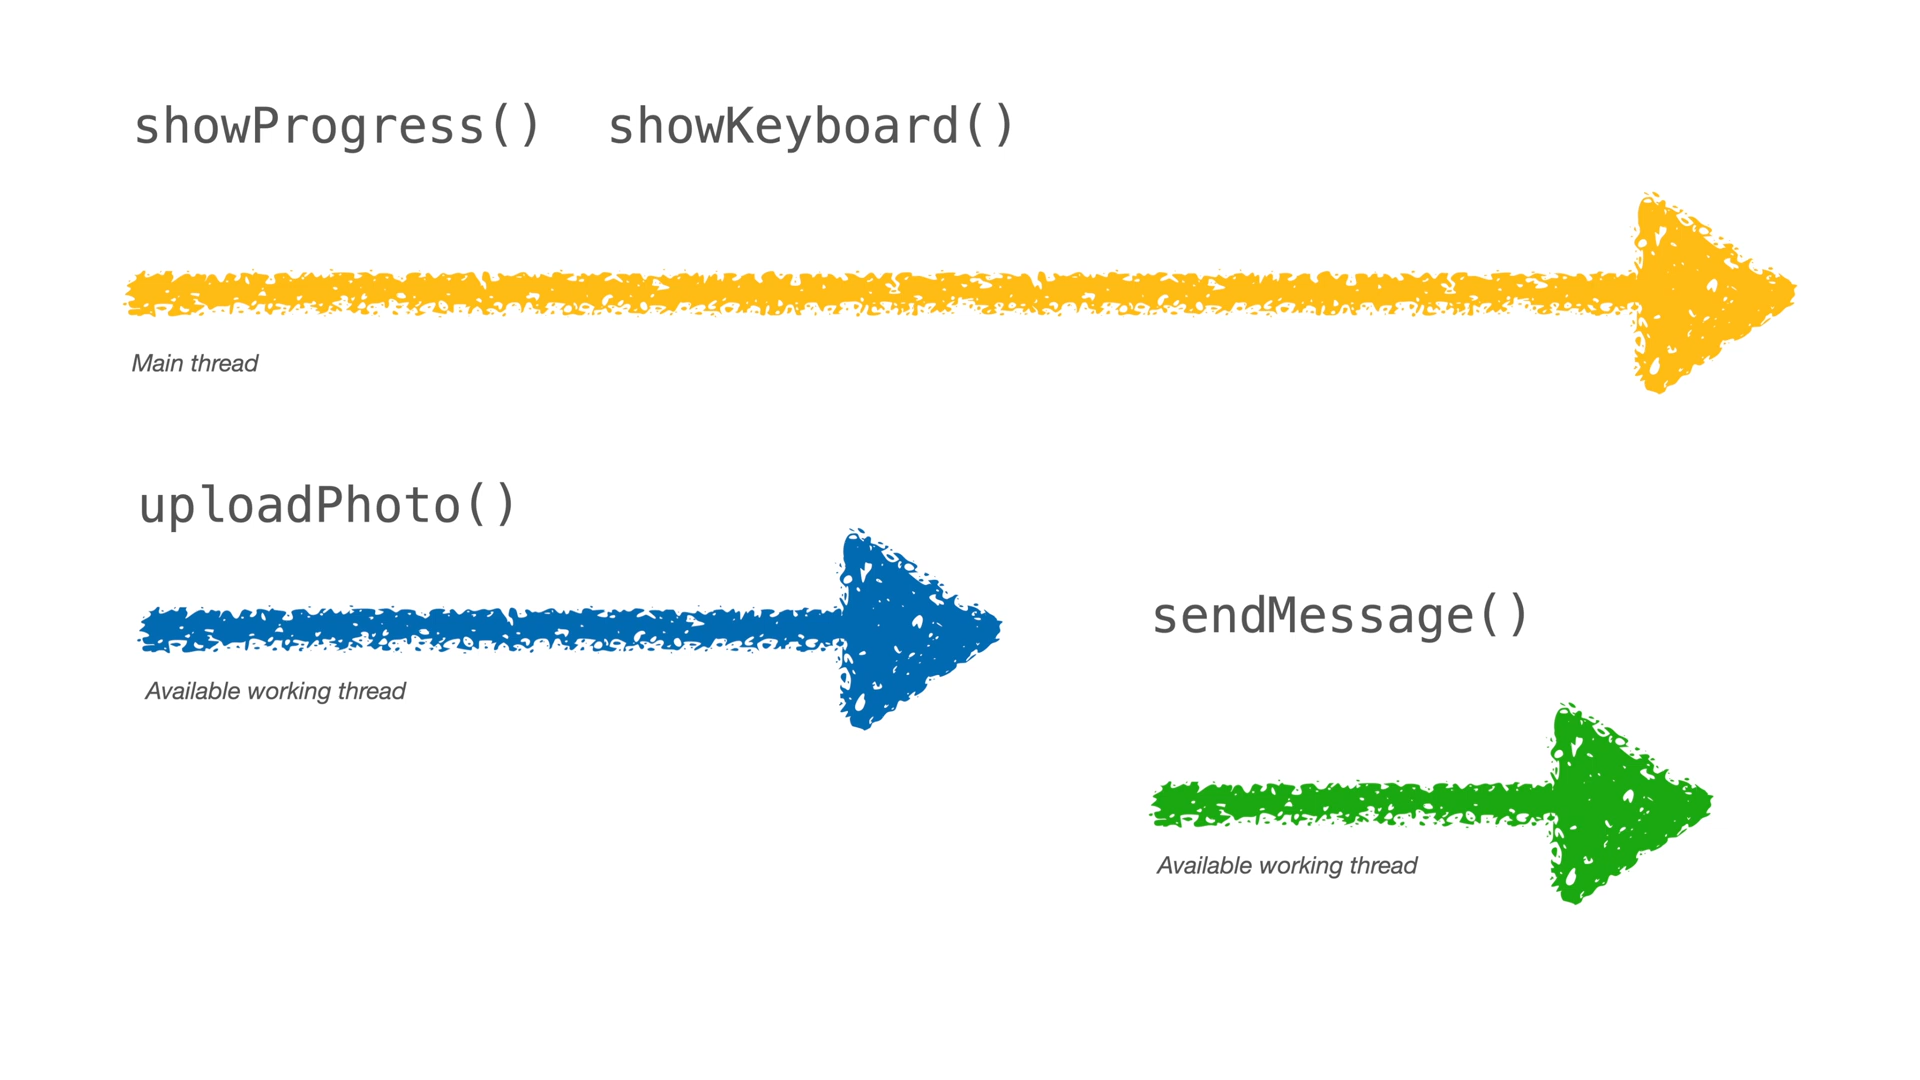 showProgress() showKeyboard()
Main thread
uploadPhoto()
Available working thread
sendMessage()
Available working thread